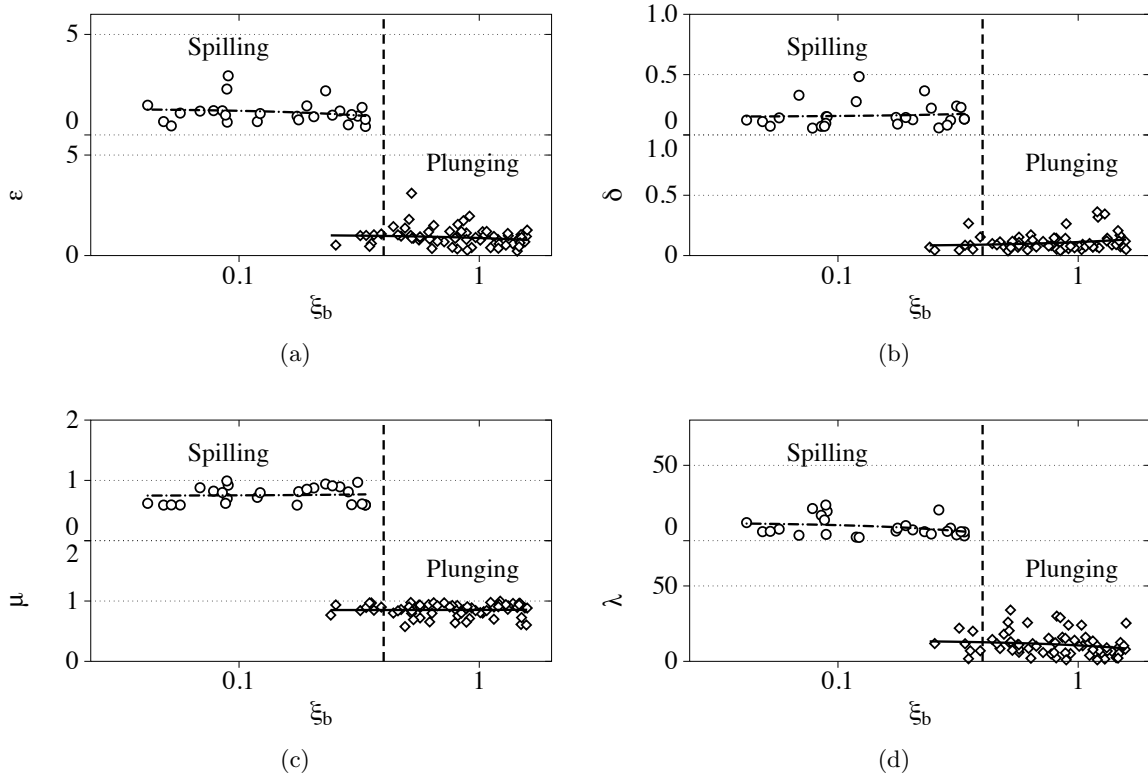 5
Spilling
0
5
Plunging
0
ε
0.1
1
ξb
(a)
1.0
Spilling
0.5
0
1.0
Plunging
0.5
0
δ
0.1
1
ξb
(b)
2
Spilling
1
0
2
Plunging
1
0
μ
0.1
1
ξb
(c)
Spilling
50
0
Plunging
50
0
λ
0.1
1
ξb
(d)